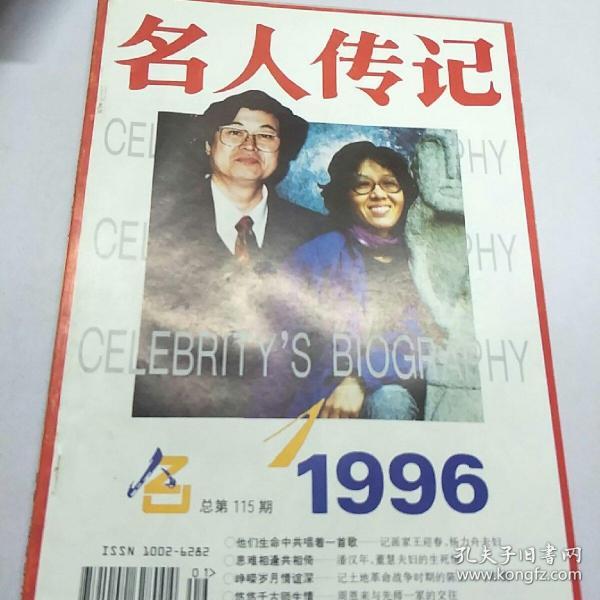 名人传记
CELEBRITY'S BIOGRAPHY
1 1996
名人
总第 115 期
ISSN 1002-6282
01>
○他们生命中共唱着一首歌——记画家王迎春、杨力舟夫妇
○患难相逢共相倚——潘汉年、董慧夫妇的生死
○峥嵘岁月情谊深——记土地革命战争时期的
○悠悠千古师生情——周恩来与先师一家的交往
孔夫子旧书网
www.kongfz.com